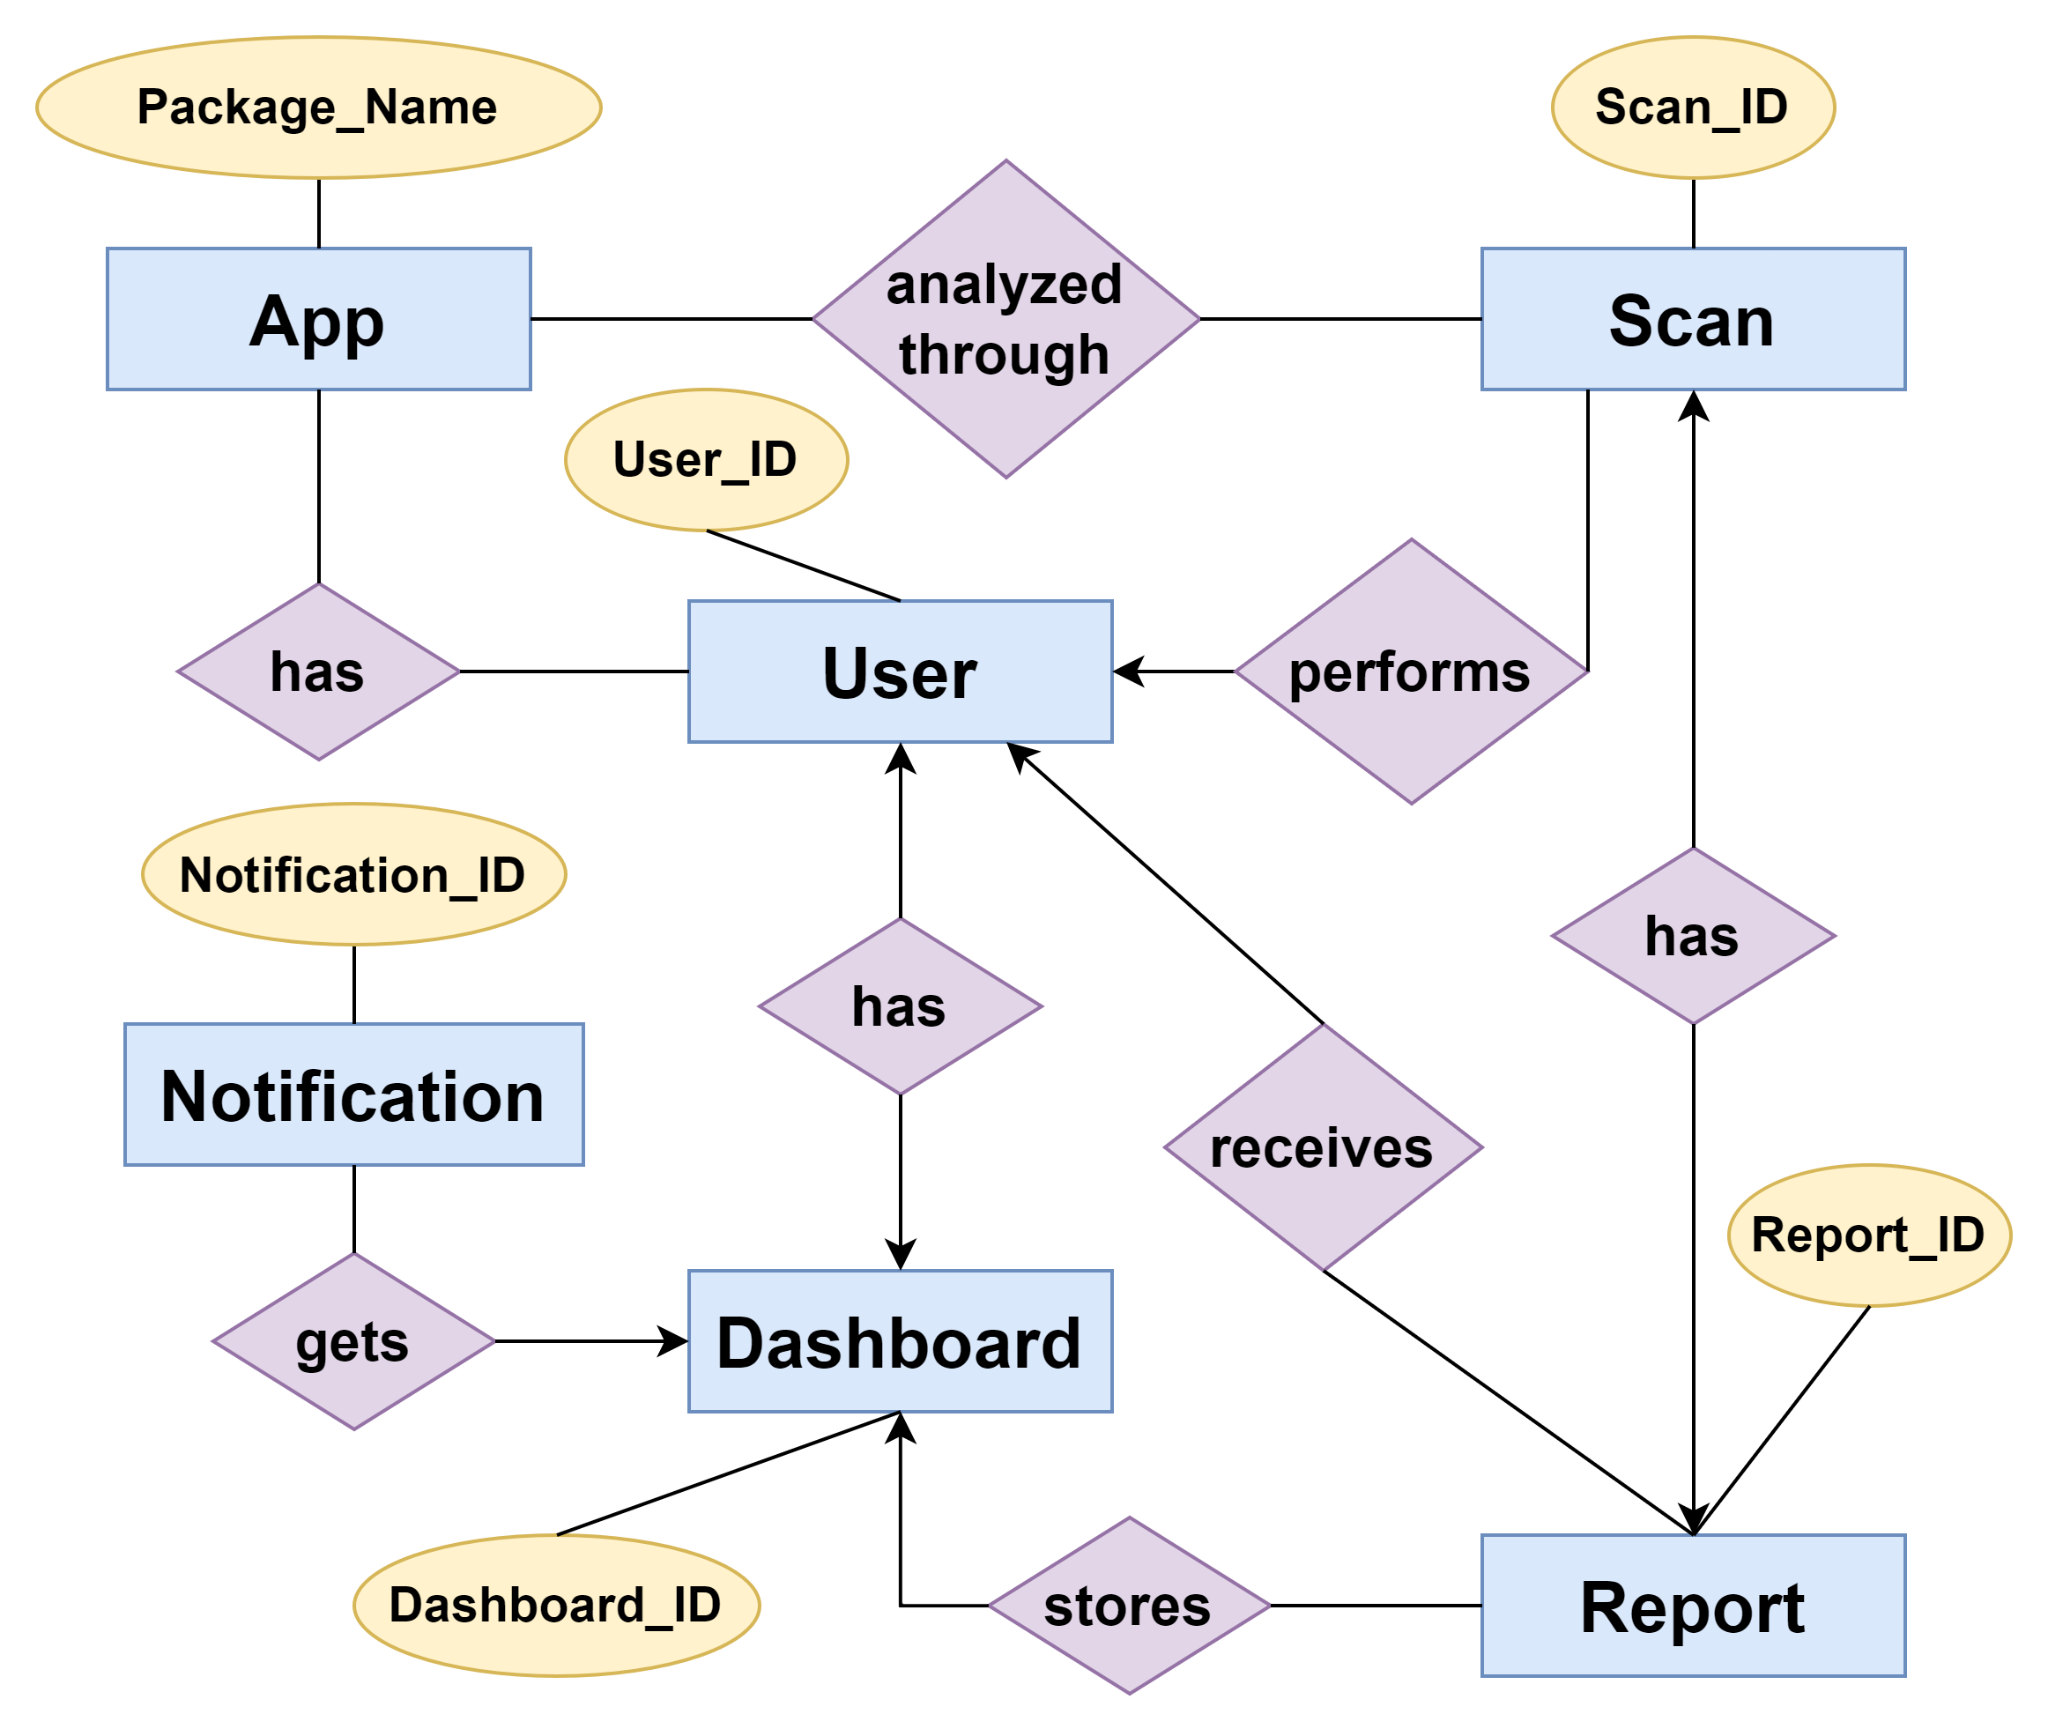 Package_Name
Scan_ID
App
analyzed
through
Scan
User_ID
has
User
performs
Notification_ID
has
has
Notification
receives
Report_ID
gets
Dashboard
Dashboard_ID
stores
Report